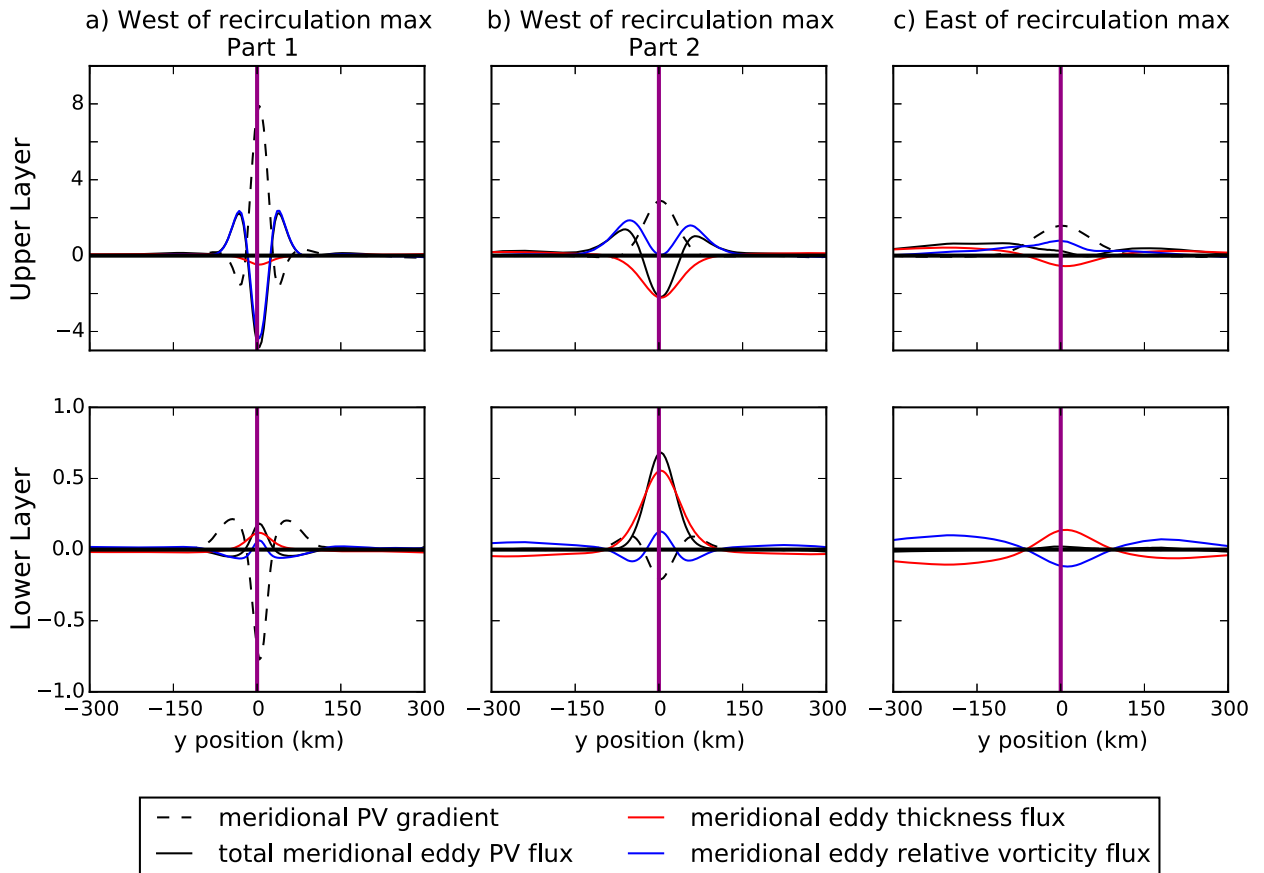 a) West of recirculation max
Part 1
b) West of recirculation max
Part 2
c) East of recirculation max
Upper Layer
8
4
0
−4
Lower Layer
1.0
0.5
0.0
−0.5
−1.0
−300 −150 0 150 300
−300 −150 0 150 300
−300 −150 0 150 300
y position (km)
y position (km)
y position (km)
meridional PV gradient
total meridional eddy PV flux
meridional eddy thickness flux
meridional eddy relative vorticity flux